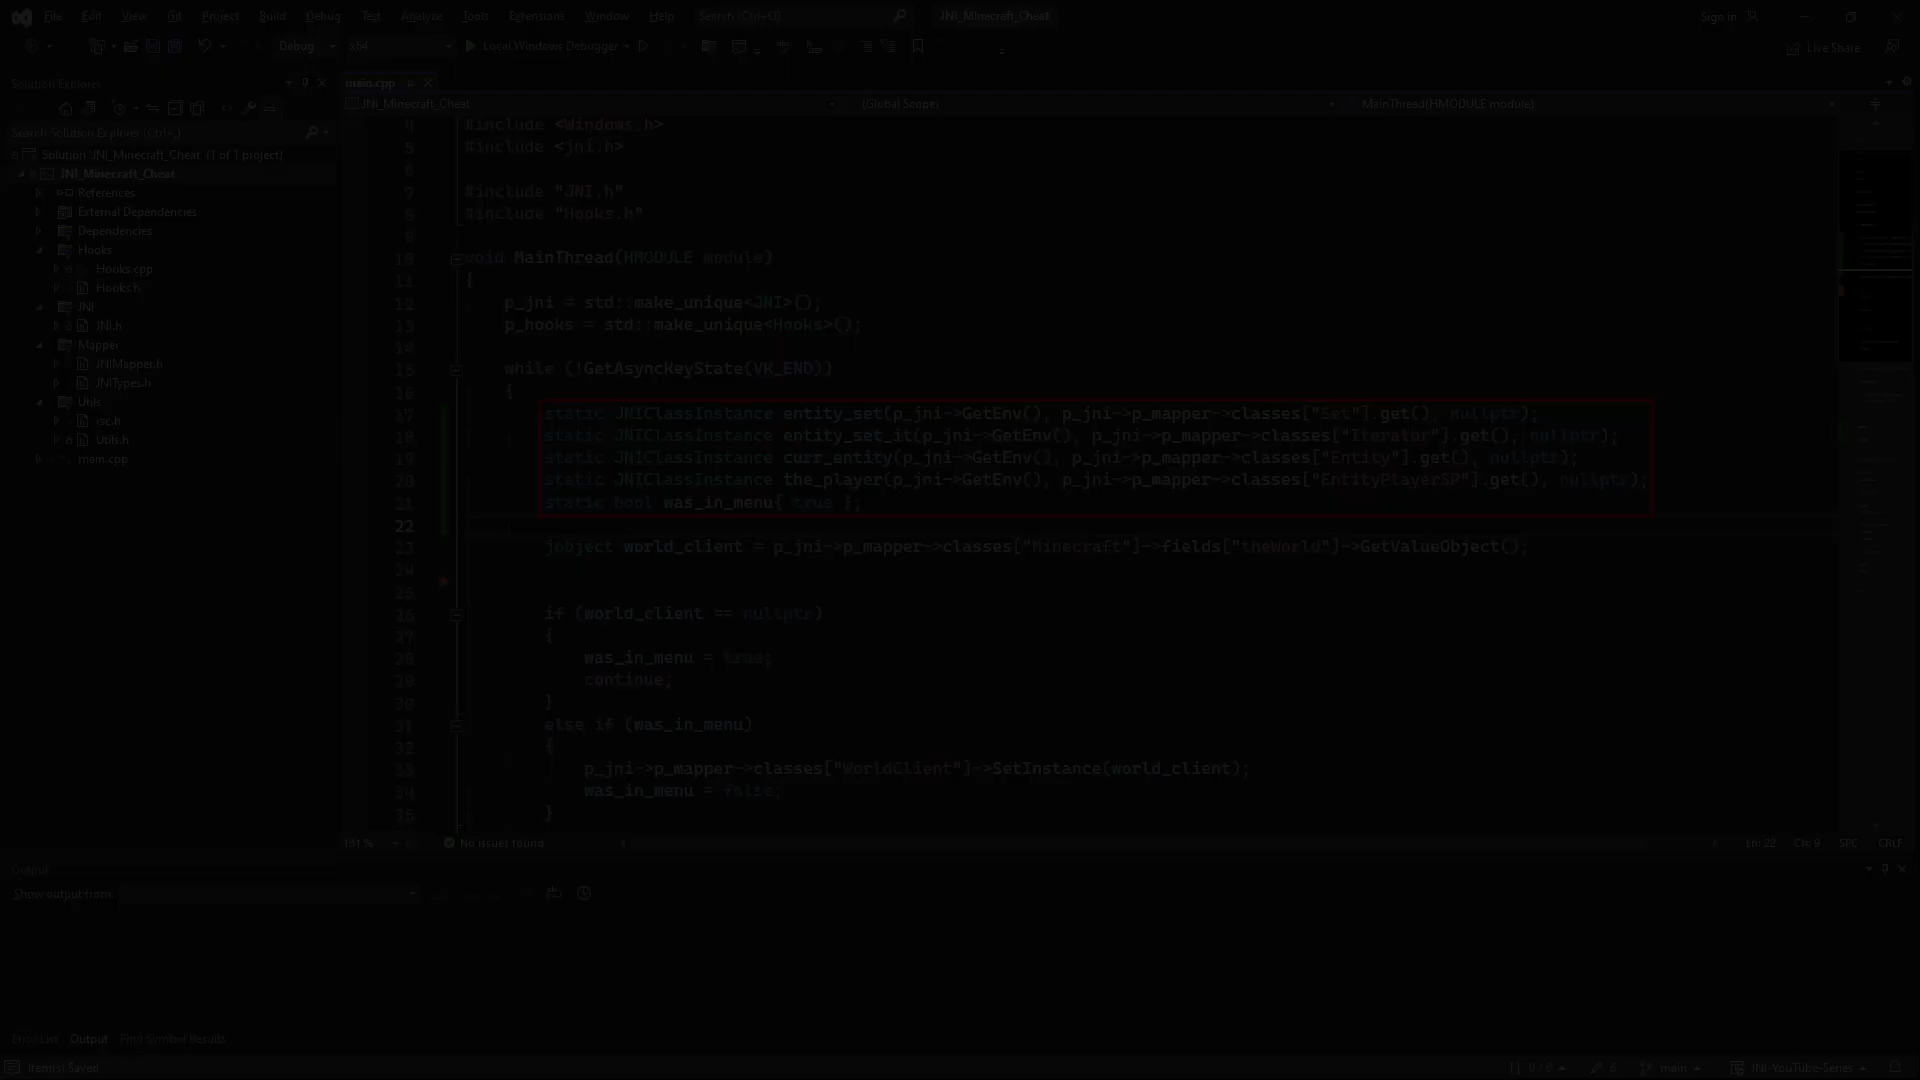 File Edit View Git Project Build Debug Test Analyze Tools Extensions Window Help Search (Ctrl+Q) JNI_Minecraft_Cheat Sign in
Debug x64 Local Windows Debugger Live Share
Solution Explorer
Search Solution Explorer (Ctrl+;)
Solution 'JNI_Minecraft_Cheat' (1 of 1 project)
JNI_Minecraft_Cheat
References
External Dependencies
Dependencies
Hooks
Hooks.cpp
Hooks.h
JNI
JNI.h
Mapper
JNIMapper.h
JNITypes.h
Utils
Utils.h
main.cpp
main.cpp
JNI_Minecraft_Cheat (Global Scope) MainThread(HMODULE module)
4 #include <Windows.h>
5 #include <jni.h>
6
7 #include "JNI.h"
8 #include "Hooks.h"
9
10 void MainThread(HMODULE module)
11 {
12 p_jni = std::make_unique<JNI>();
13 p_hooks = std::make_unique<Hooks>();
14
15 while (!GetAsyncKeyState(VK_END))
16 {
17 static JNIClassInstance entity_set(p_jni->GetEnv(), p_jni->p_mapper->classes["Set"].get(), nullptr);
18 static JNIClassInstance entity_set_it(p_jni->GetEnv(), p_jni->p_mapper->classes["Iterator"].get(), nullptr);
19 static JNIClassInstance curr_entity(p_jni->GetEnv(), p_jni->p_mapper->classes["Entity"].get(), nullptr);
20 static JNIClassInstance the_player(p_jni->GetEnv(), p_jni->p_mapper->classes["EntityPlayerSP"].get(), nullptr);
21 static bool was_in_menu{ true };
22
23 jobject world_client = p_jni->p_mapper->classes["Minecraft"]->fields["theWorld"]->GetValueObject();
24
25
26 if (world_client == nullptr)
27 {
28 was_in_menu = true;
29 continue;
30 }
31 else if (was_in_menu)
32 {
33 p_jni->p_mapper->classes["WorldClient"]->SetInstance(world_client);
34 was_in_menu = false;
35 }
131 % No issues found Ln: 22 Ch: 9 SPC CRLF
Output
Show output from:
Error List Output Find Symbol Results
Item(s) Saved 0 / 0 6 main JNI-YouTube-Series